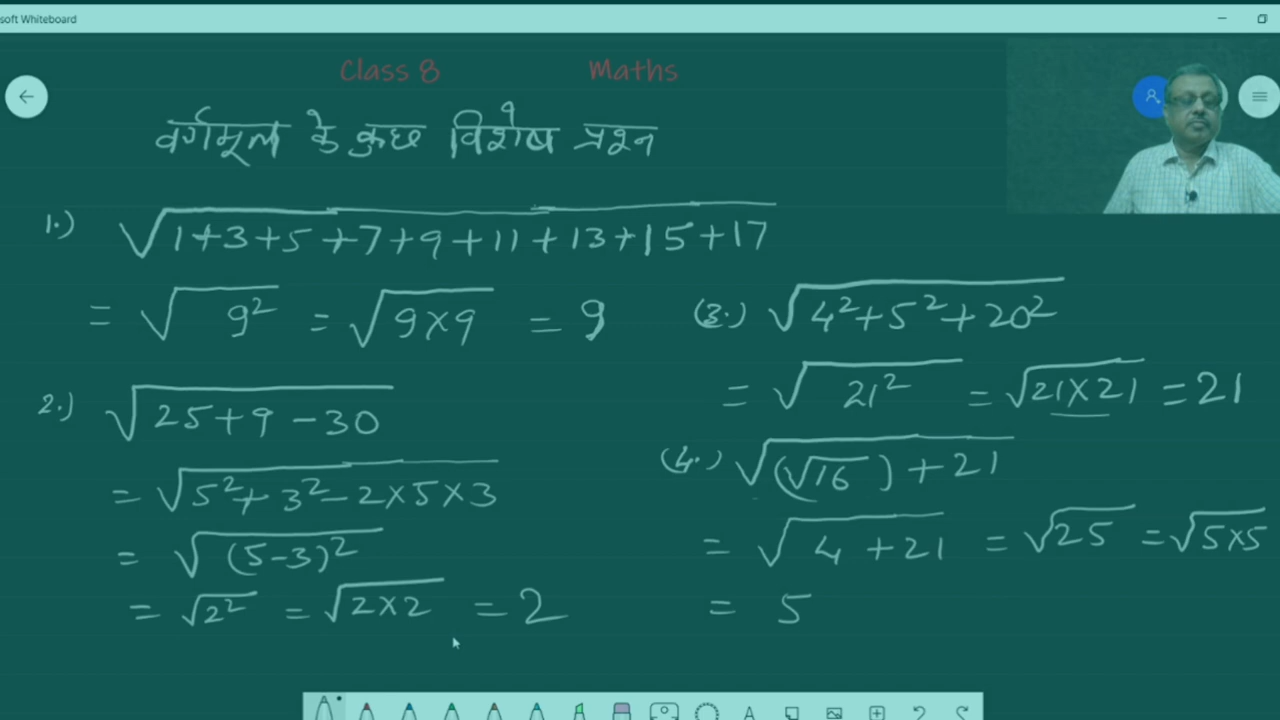 soft Whiteboard
Class 8 Maths
वर्गमूल के कुछ विशेष प्रश्न
1.) √(1+3+5+7+9+11+13+15+17)
= √(9²) = √(9×9) = 9
2.) √(25+9-30)
= √(5²+3²-2×5×3)
= √((5-3)²)
= √(2²) = √(2×2) = 2
(3.) √(4²+5²+20²)
= √(21²) = √(21×21) = 21
(4.) √((√16)+21)
= √(4+21) = √25 = √(5×5)
= 5